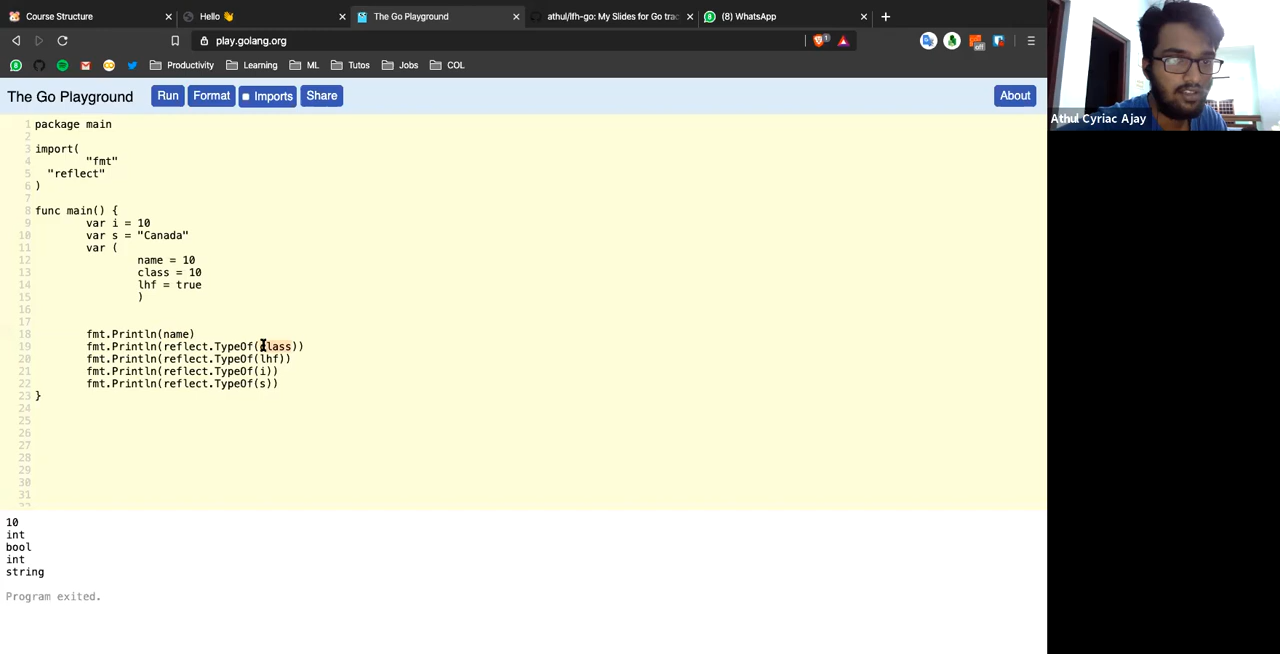 Course Structure
Hello 👋
The Go Playground
athul/lfh-go: My Slides for Go trac
(8) WhatsApp
play.golang.org
1
off
Productivity
Learning
ML
Tutos
Jobs
COL
The Go Playground
Run
Format
Imports
Share
About
Athul Cyriac Ajay
1 package main
2
3 import(
4 "fmt"
5 "reflect"
6 )
7
8 func main() {
9 var i = 10
10 var s = "Canada"
11 var (
12 name = 10
13 class = 10
14 lhf = true
15 )
16
17
18 fmt.Println(name)
19 fmt.Println(reflect.TypeOf(class))
20 fmt.Println(reflect.TypeOf(lhf))
21 fmt.Println(reflect.TypeOf(i))
22 fmt.Println(reflect.TypeOf(s))
23 }
24
25
26
27
28
29
30
31
32
10
int
bool
int
string
Program exited.